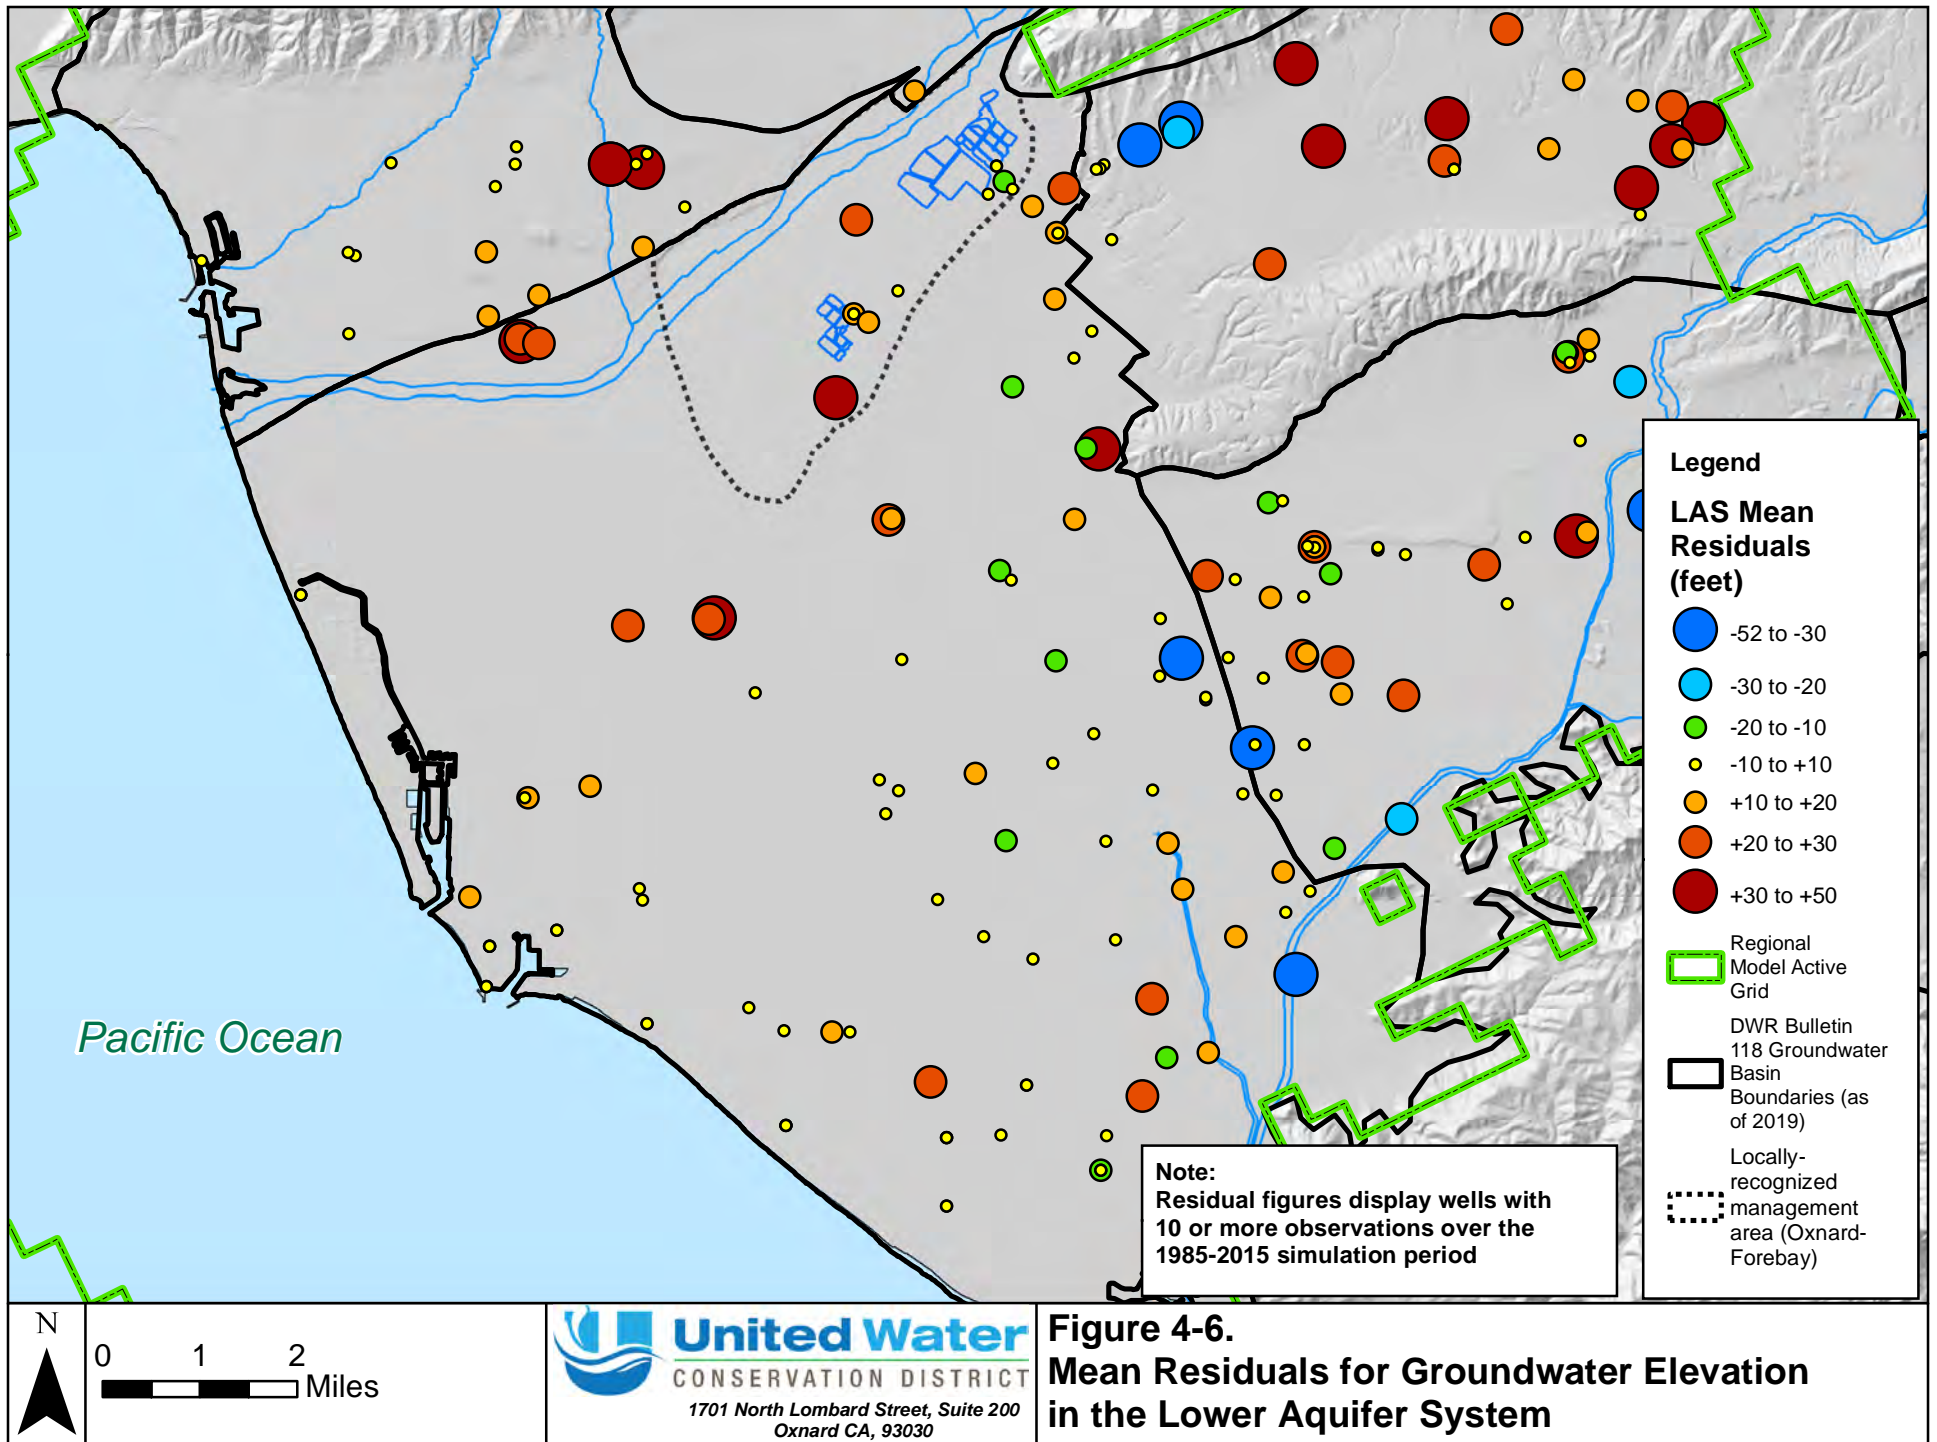 Pacific Ocean
Legend
LAS Mean
Residuals
(feet)
-52 to -30
-30 to -20
-20 to -10
-10 to +10
+10 to +20
+20 to +30
+30 to +50
Regional
Model Active
Grid
DWR Bulletin
118 Groundwater
Basin
Boundaries (as
of 2019)
Locally-
recognized
management
area (Oxnard-
Forebay)
Note:
Residual figures display wells with
10 or more observations over the
1985-2015 simulation period
N
0 1 2
Miles
United Water
CONSERVATION DISTRICT
1701 North Lombard Street, Suite 200
Oxnard CA, 93030
Figure 4-6.
Mean Residuals for Groundwater Elevation
in the Lower Aquifer System